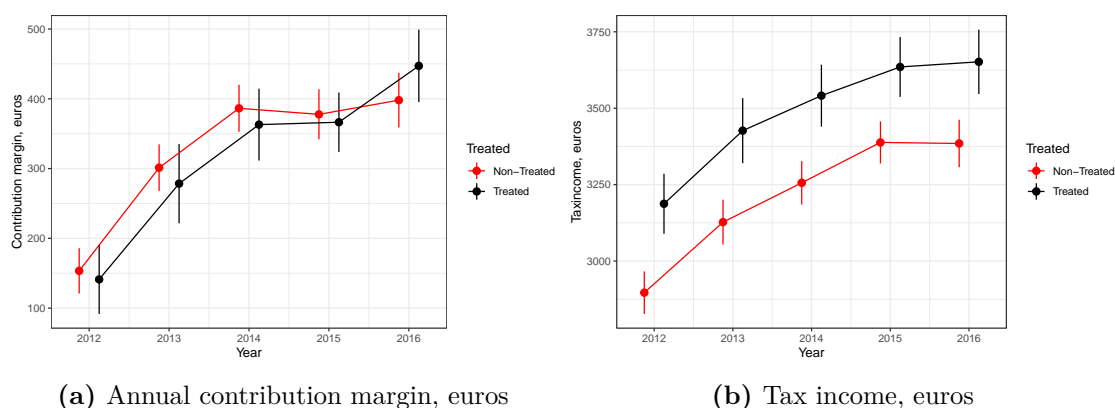 500
400
300
200
100
Contribution margin, euros
2012 2013 2014 2015 2016
Year
Treated
Non-Treated
Treated
3750
3500
3250
3000
Taxincome, euros
2012 2013 2014 2015 2016
Year
Treated
Non-Treated
Treated
(a) Annual contribution margin, euros
(b) Tax income, euros